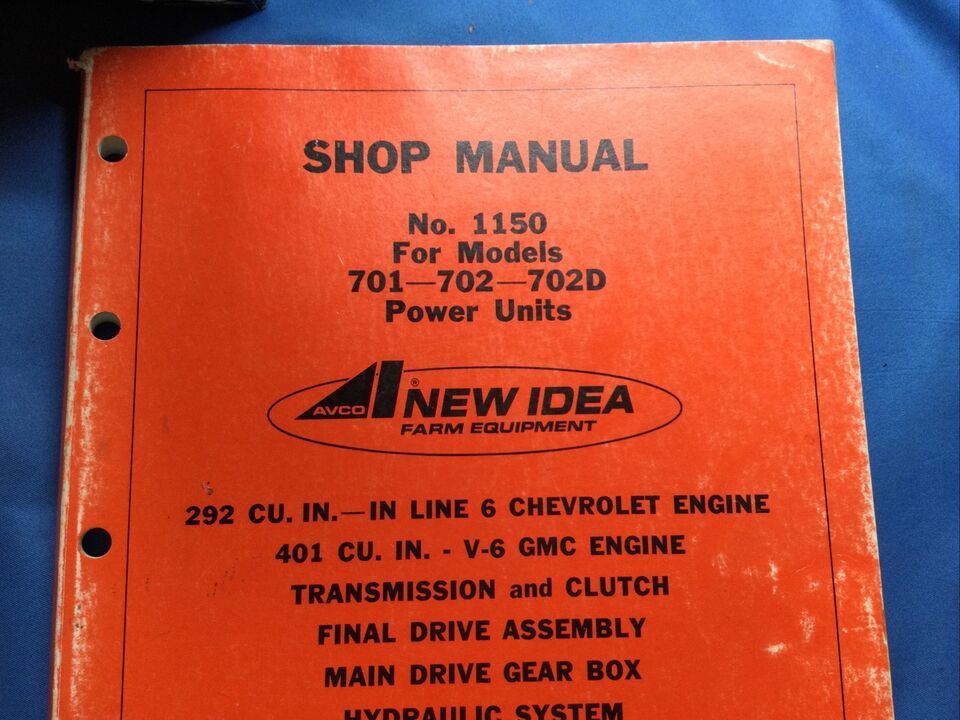 SHOP MANUAL
No. 1150
For Models
701—702—702D
Power Units
AVCO ® NEW IDEA
FARM EQUIPMENT
292 CU. IN.—IN LINE 6 CHEVROLET ENGINE
401 CU. IN. - V-6 GMC ENGINE
TRANSMISSION and CLUTCH
FINAL DRIVE ASSEMBLY
MAIN DRIVE GEAR BOX
HYDRAULIC SYSTEM